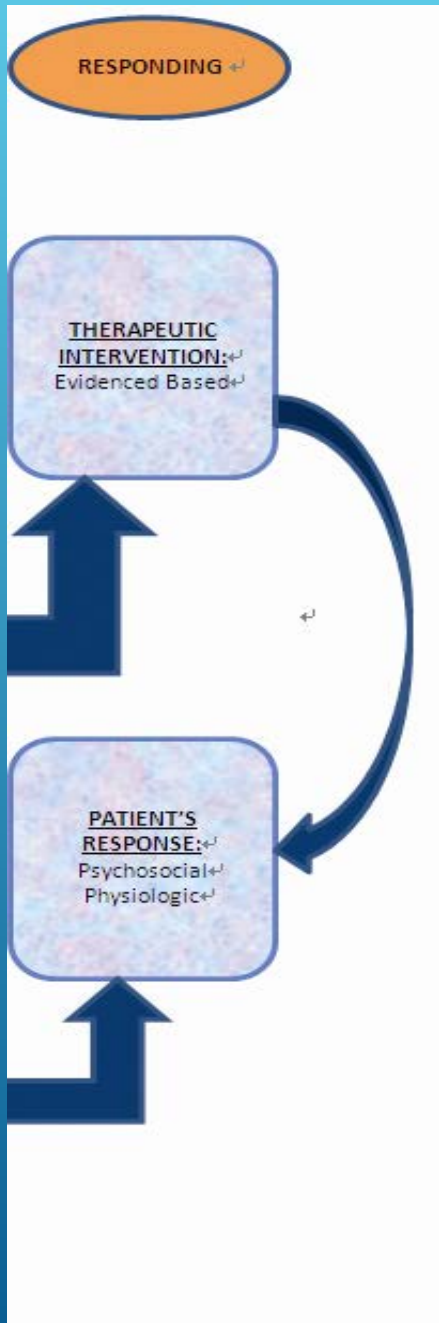 RESPONDING
THERAPEUTIC
INTERVENTION:
Evidenced Based
PATIENT'S
RESPONSE:
Psychosocial
Physiologic